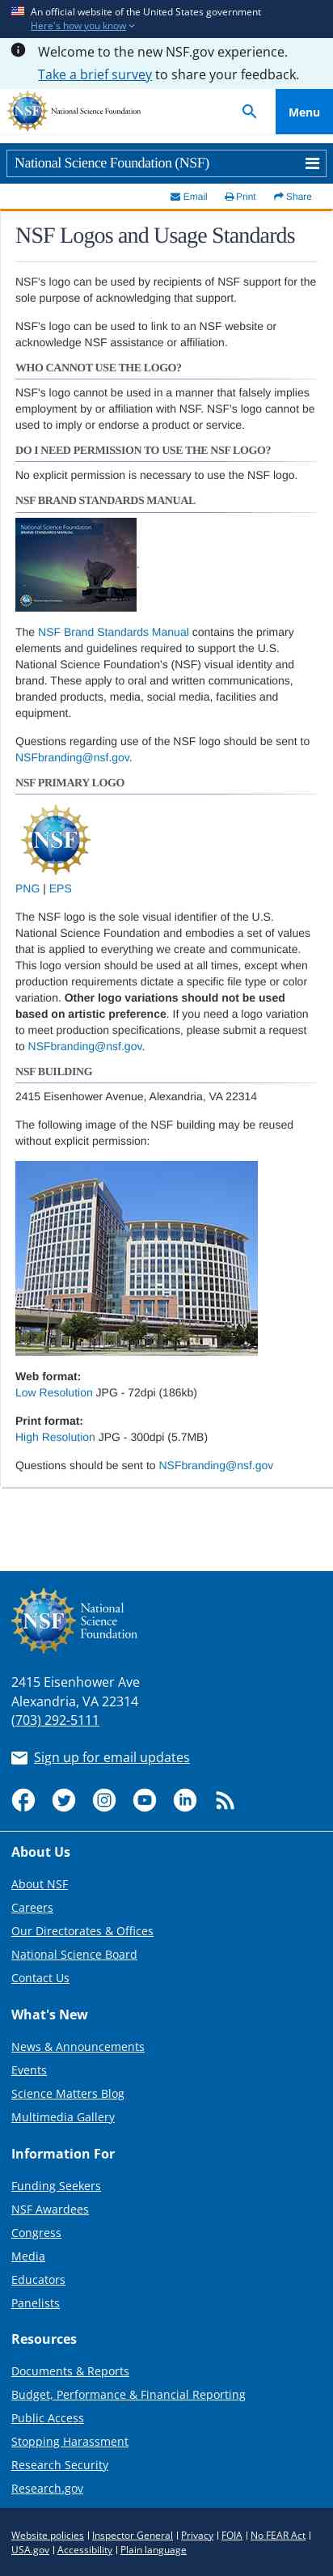 An official website of the United States government
Here's how you know
Welcome to the new NSF.gov experience.
Take a brief survey to share your feedback.
NSF National Science Foundation
Menu
National Science Foundation (NSF)
Email Print Share
NSF Logos and Usage Standards
NSF's logo can be used by recipients of NSF support for the
sole purpose of acknowledging that support.
NSF's logo can be used to link to an NSF website or
acknowledge NSF assistance or affiliation.
WHO CANNOT USE THE LOGO?
NSF's logo cannot be used in a manner that falsely implies
employment by or affiliation with NSF. NSF's logo cannot be
used to imply or endorse a product or service.
DO I NEED PERMISSION TO USE THE NSF LOGO?
No explicit permission is necessary to use the NSF logo.
NSF BRAND STANDARDS MANUAL
National Science Foundation
BRAND STANDARDS MANUAL
The NSF Brand Standards Manual contains the primary
elements and guidelines required to support the U.S.
National Science Foundation's (NSF) visual identity and
brand. These apply to oral and written communications,
branded products, media, social media, facilities and
equipment.
Questions regarding use of the NSF logo should be sent to
NSFbranding@nsf.gov.
NSF PRIMARY LOGO
NSF
PNG | EPS
The NSF logo is the sole visual identifier of the U.S.
National Science Foundation and embodies a set of values
that is applied to everything we create and communicate.
This logo version should be used at all times, except when
production requirements dictate a specific file type or color
variation. Other logo variations should not be used
based on artistic preference. If you need a logo variation
to meet production specifications, please submit a request
to NSFbranding@nsf.gov.
NSF BUILDING
2415 Eisenhower Avenue, Alexandria, VA 22314
The following image of the NSF building may be reused
without explicit permission:
Web format:
Low Resolution JPG - 72dpi (186kb)
Print format:
High Resolution JPG - 300dpi (5.7MB)
Questions should be sent to NSFbranding@nsf.gov
NSF
National
Science
Foundation
2415 Eisenhower Ave
Alexandria, VA 22314
(703) 292-5111
Sign up for email updates
About Us
About NSF
Careers
Our Directorates & Offices
National Science Board
Contact Us
What's New
News & Announcements
Events
Science Matters Blog
Multimedia Gallery
Information For
Funding Seekers
NSF Awardees
Congress
Media
Educators
Panelists
Resources
Documents & Reports
Budget, Performance & Financial Reporting
Public Access
Stopping Harassment
Research Security
Research.gov
Website policies | Inspector General | Privacy | FOIA | No FEAR Act |
USA.gov | Accessibility | Plain language